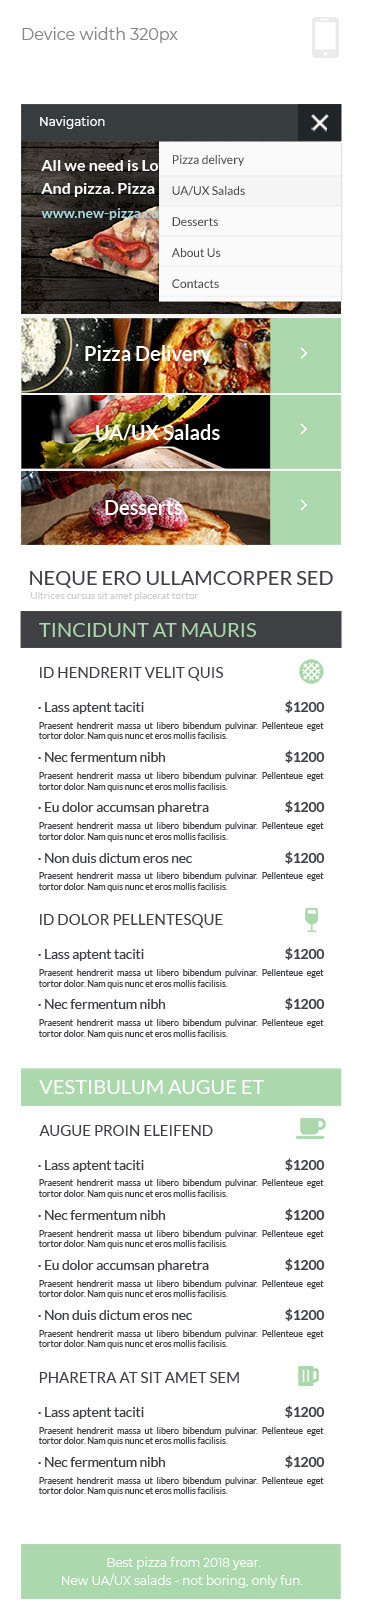 Device width 320px
Navigation
All we need is Lo
And pizza. Pizza
www.new-pizza.co
Pizza delivery
UA/UX Salads
Desserts
About Us
Contacts
Pizza Delivery
UA/UX Salads
Desserts
NEQUE ERO ULLAMCORPER SED
Ultrices cursus sit amet placerat tortor
TINCIDUNT AT MAURIS
ID HENDRERIT VELIT QUIS
· Lass aptent taciti $1200
Praesent hendrerit massa ut libero bibendum pulvinar. Pellenteue eget
tortor dolor. Nam quis nunc et eros mollis facilisis.
· Nec fermentum nibh $1200
Praesent hendrerit massa ut libero bibendum pulvinar. Pellenteue eget
tortor dolor. Nam quis nunc et eros mollis facilisis.
· Eu dolor accumsan pharetra $1200
Praesent hendrerit massa ut libero bibendum pulvinar. Pellenteue eget
tortor dolor. Nam quis nunc et eros mollis facilisis.
· Non duis dictum eros nec $1200
Praesent hendrerit massa ut libero bibendum pulvinar. Pellenteue eget
tortor dolor. Nam quis nunc et eros mollis facilisis.
ID DOLOR PELLENTESQUE
· Lass aptent taciti $1200
Praesent hendrerit massa ut libero bibendum pulvinar. Pellenteue eget
tortor dolor. Nam quis nunc et eros mollis facilisis.
· Nec fermentum nibh $1200
Praesent hendrerit massa ut libero bibendum pulvinar. Pellenteue eget
tortor dolor. Nam quis nunc et eros mollis facilisis.
VESTIBULUM AUGUE ET
AUGUE PROIN ELEIFEND
· Lass aptent taciti $1200
Praesent hendrerit massa ut libero bibendum pulvinar. Pellenteue eget
tortor dolor. Nam quis nunc et eros mollis facilisis.
· Nec fermentum nibh $1200
Praesent hendrerit massa ut libero bibendum pulvinar. Pellenteue eget
tortor dolor. Nam quis nunc et eros mollis facilisis.
· Eu dolor accumsan pharetra $1200
Praesent hendrerit massa ut libero bibendum pulvinar. Pellenteue eget
tortor dolor. Nam quis nunc et eros mollis facilisis.
· Non duis dictum eros nec $1200
Praesent hendrerit massa ut libero bibendum pulvinar. Pellenteue eget
tortor dolor. Nam quis nunc et eros mollis facilisis.
PHARETRA AT SIT AMET SEM
· Lass aptent taciti $1200
Praesent hendrerit massa ut libero bibendum pulvinar. Pellenteue eget
tortor dolor. Nam quis nunc et eros mollis facilisis.
· Nec fermentum nibh $1200
Praesent hendrerit massa ut libero bibendum pulvinar. Pellenteue eget
tortor dolor. Nam quis nunc et eros mollis facilisis.
Best pizza from 2018 year.
New UA/UX salads - not boring, only fun.